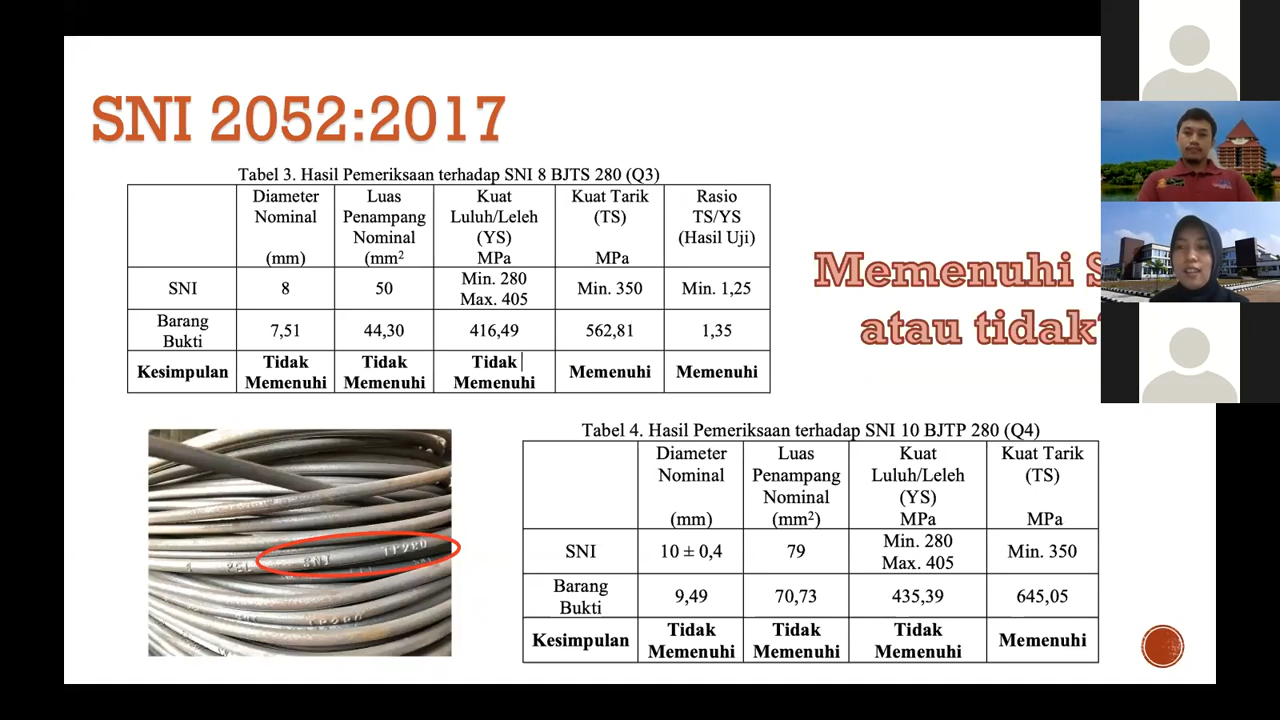 SNI 2052:2017
Tabel 3. Hasil Pemeriksaan terhadap SNI 8 BJTS 280 (Q3)
Diameter Nominal (mm)
Luas Penampang Nominal (mm2
Kuat Luluh/Leleh (YS) MPa
Kuat Tarik (TS) MPa
Rasio TS/YS (Hasil Uji)
SNI 8 50 Min. 280 Max. 405 Min. 350 Min. 1,25
Barang Bukti 7,51 44,30 416,49 562,81 1,35
Kesimpulan Tidak Memenuhi Tidak Memenuhi Tidak Memenuhi Memenuhi Memenuhi
Memenuhi S
atau tidak?
SNI TP280
TP280
Tabel 4. Hasil Pemeriksaan terhadap SNI 10 BJTP 280 (Q4)
Diameter Nominal (mm)
Luas Penampang Nominal (mm2)
Kuat Luluh/Leleh (YS) MPa
Kuat Tarik (TS) MPa
SNI 10 ± 0,4 79 Min. 280 Max. 405 Min. 350
Barang Bukti 9,49 70,73 435,39 645,05
Kesimpulan Tidak Memenuhi Tidak Memenuhi Tidak Memenuhi Memenuhi